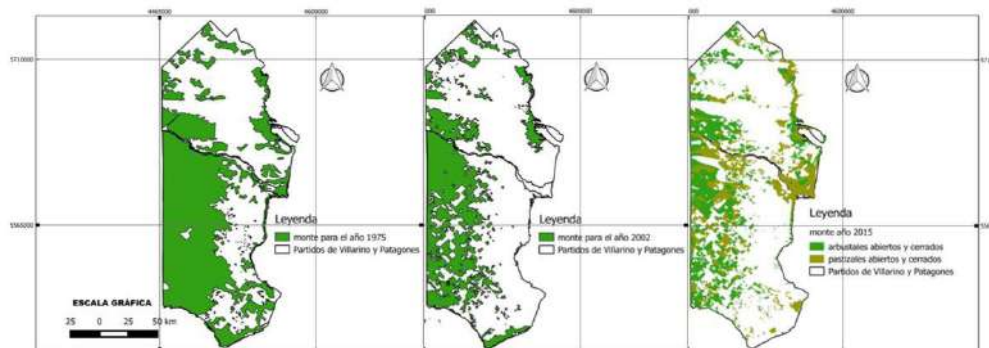 4600000
000
4600000
000
4600000
5710000
Leyenda
monte para el año 1975
Partidos de Villarino y Patagones
ESCALA GRÁFICA
25 0 25 50 km
Leyenda
monte para el año 2002
Partidos de Villarino y Patagones
Leyenda
monte año 2015
arbustales abiertos y cerrados
pastizales abiertos y cerrados
Partidos de Villarino y Patagones